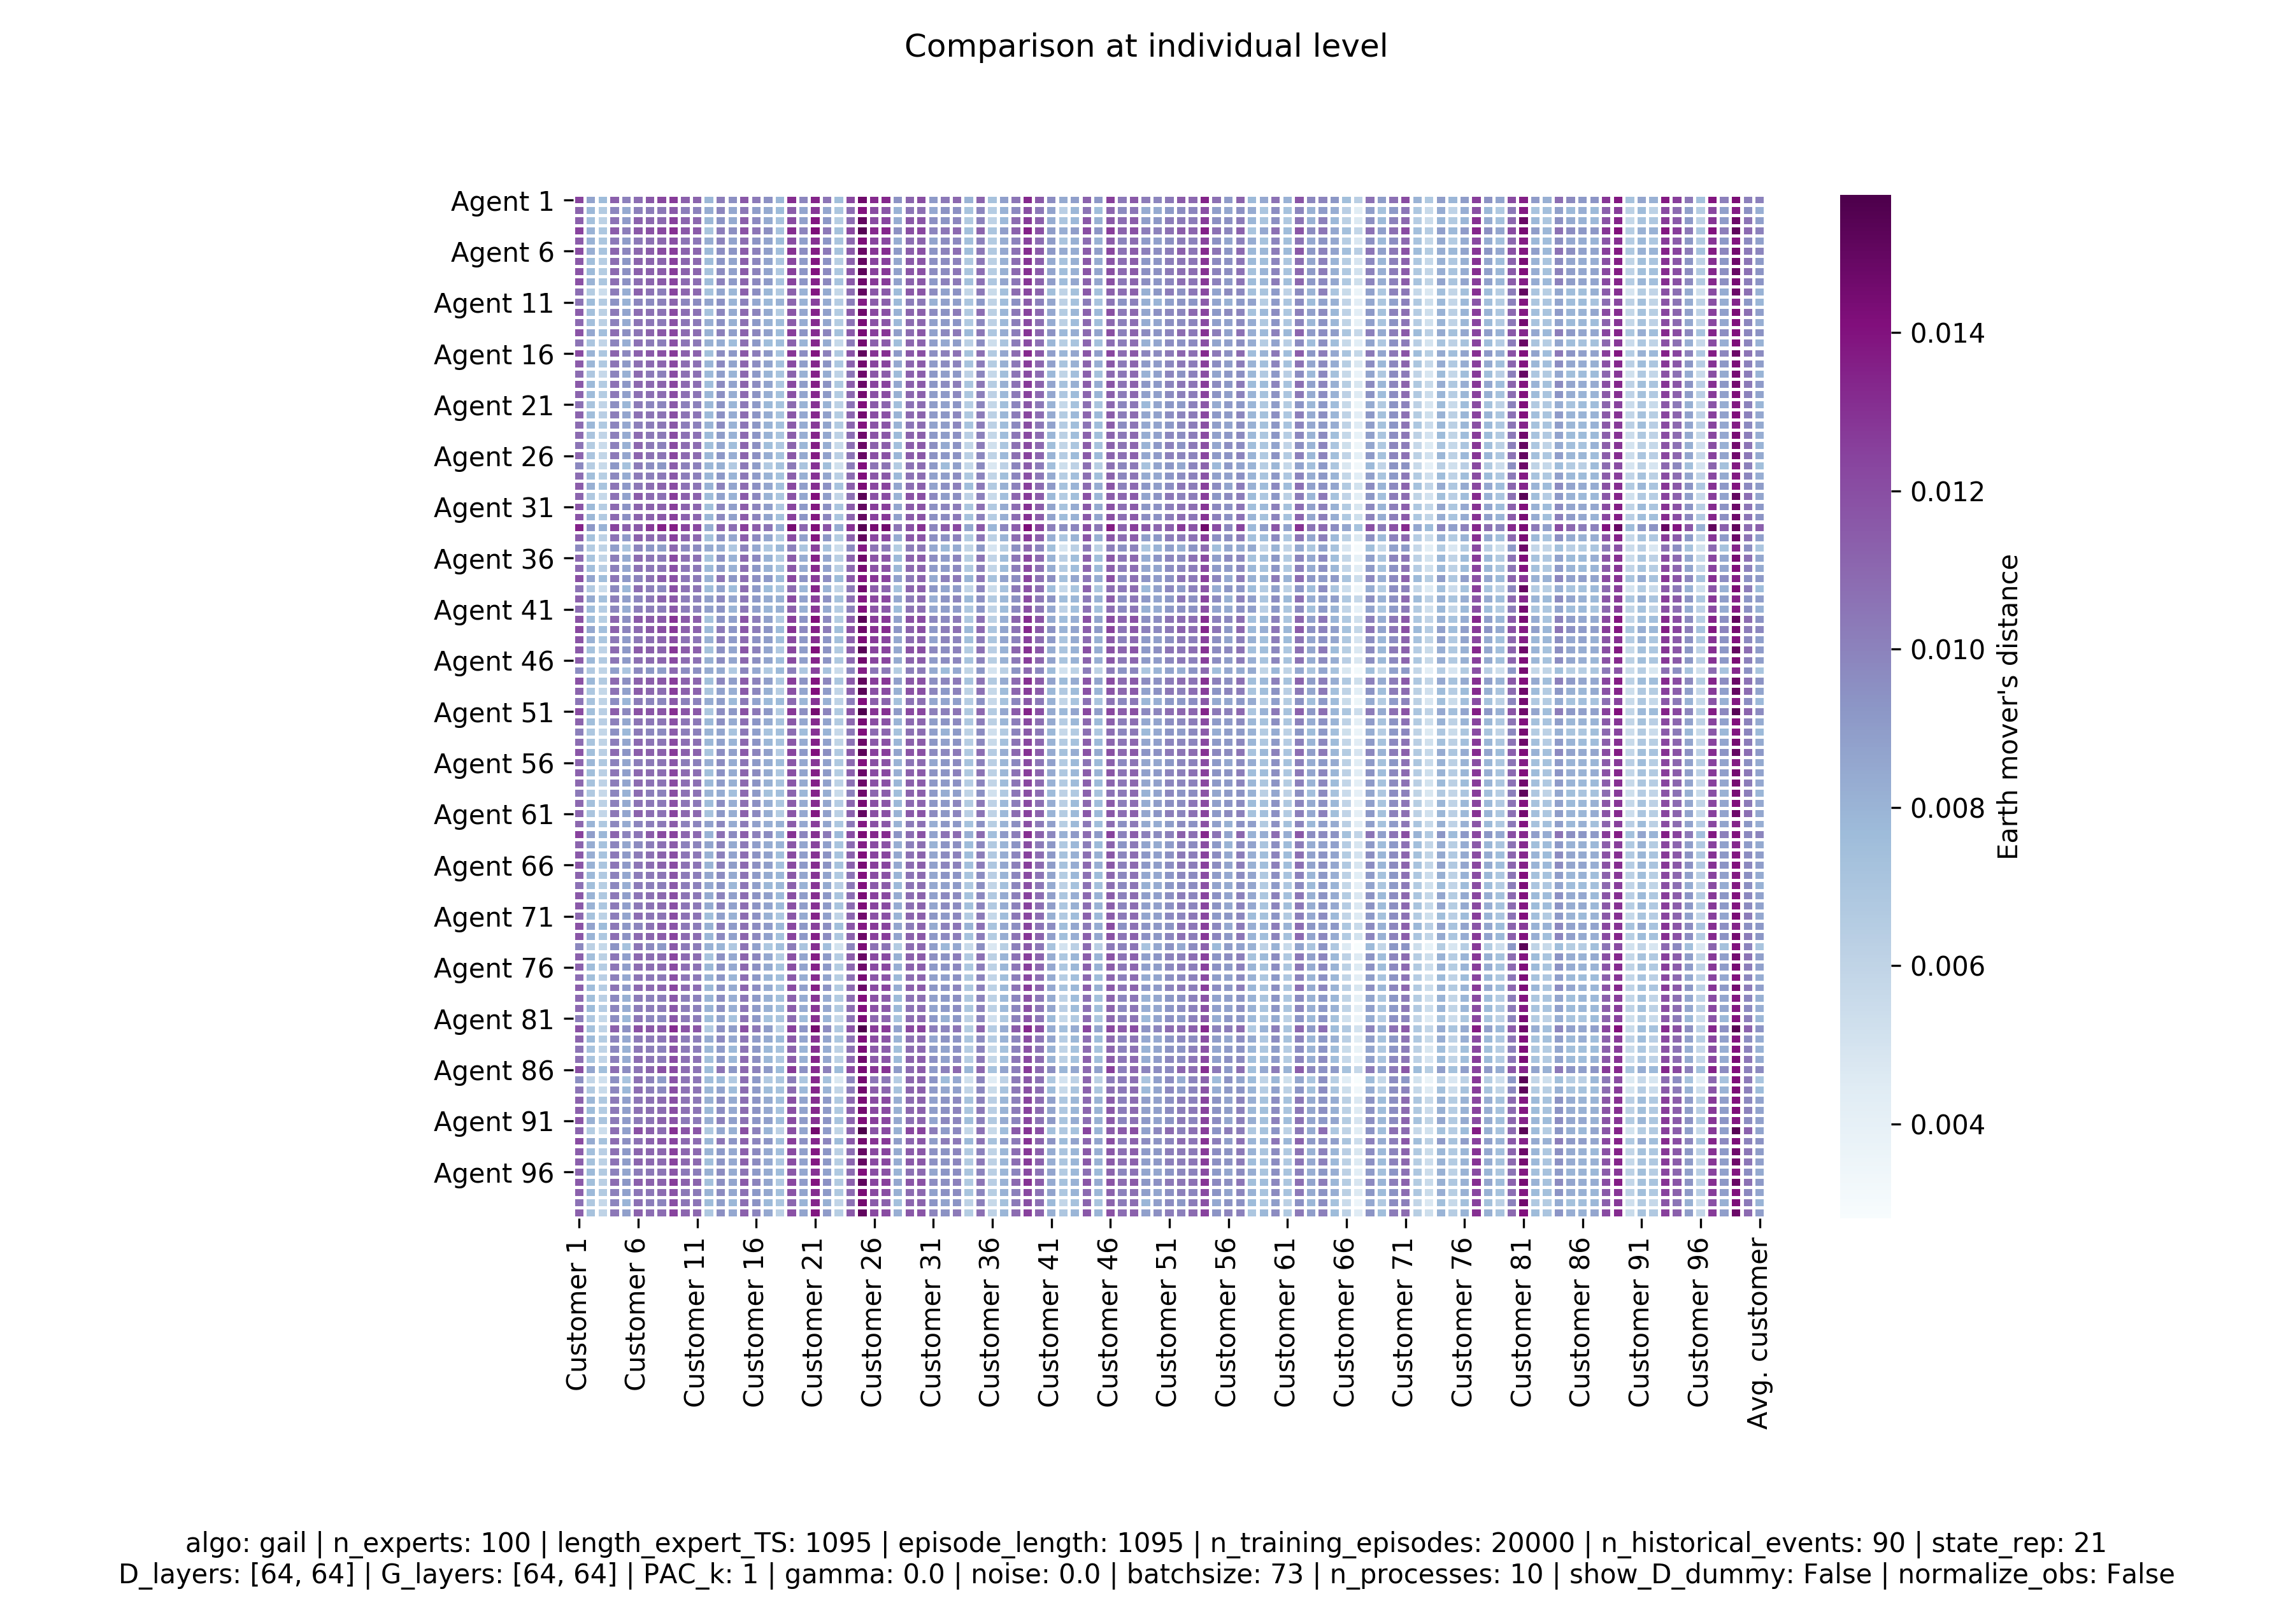 Comparison at individual level
Agent 1
Agent 6
Agent 11
Agent 16
Agent 21
Agent 26
Agent 31
Agent 36
Agent 41
Agent 46
Agent 51
Agent 56
Agent 61
Agent 66
Agent 71
Agent 76
Agent 81
Agent 86
Agent 91
Agent 96
Customer 1
Customer 6
Customer 11
Customer 16
Customer 21
Customer 26
Customer 31
Customer 36
Customer 41
Customer 46
Customer 51
Customer 56
Customer 61
Customer 66
Customer 71
Customer 76
Customer 81
Customer 86
Customer 91
Customer 96
Avg. customer
0.014
0.012
0.010
0.008
0.006
0.004
Earth mover's distance
algo: gail | n_experts: 100 | length_expert_TS: 1095 | episode_length: 1095 | n_training_episodes: 20000 | n_historical_events: 90 | state_rep: 21
D_layers: [64, 64] | G_layers: [64, 64] | PAC_k: 1 | gamma: 0.0 | noise: 0.0 | batchsize: 73 | n_processes: 10 | show_D_dummy: False | normalize_obs: False